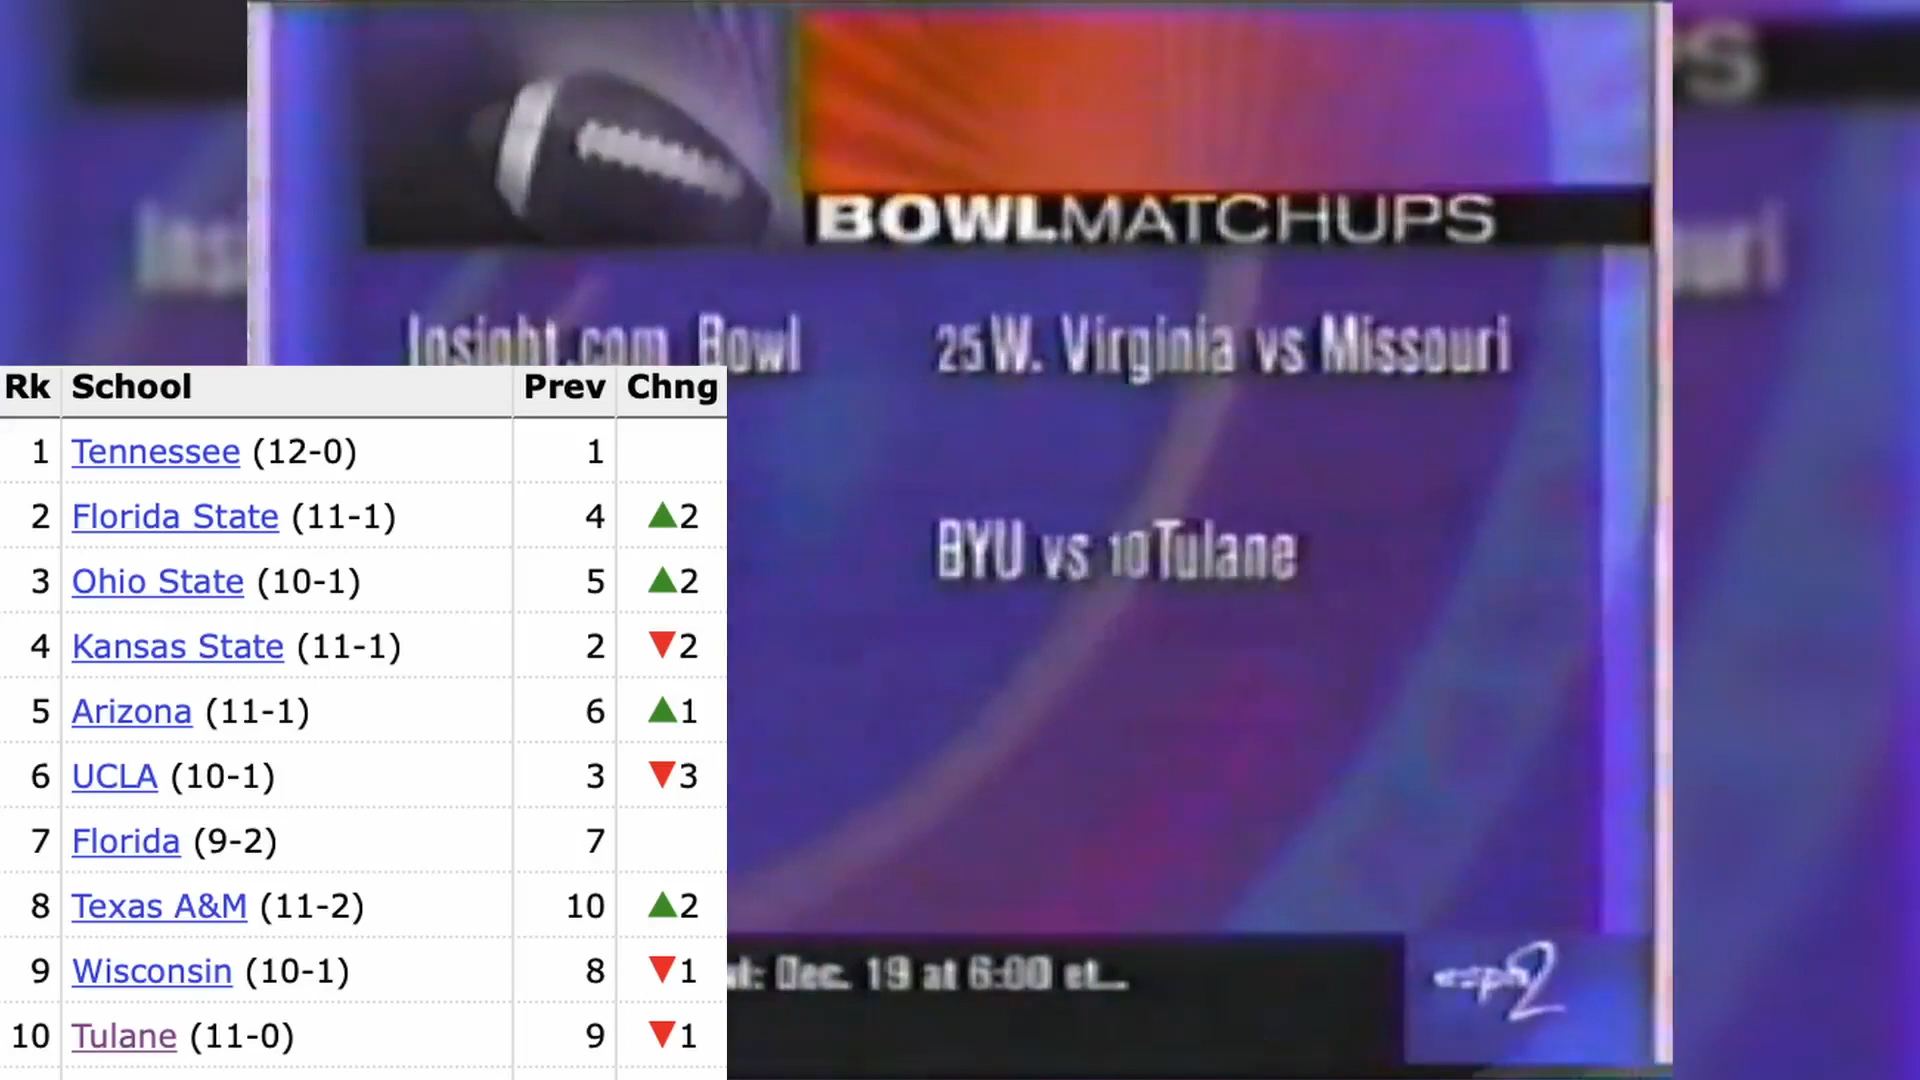 BOWLMATCHUPS
Insight.com Bowl
25 W. Virginia vs Missouri
BYU vs 10 Tulane
Dec. 19 at 6:00 et...
espn2
Rk School Prev Chng
1 Tennessee (12-0) 1
2 Florida State (11-1) 4 ▲2
3 Ohio State (10-1) 5 ▲2
4 Kansas State (11-1) 2 ▼2
5 Arizona (11-1) 6 ▲1
6 UCLA (10-1) 3 ▼3
7 Florida (9-2) 7
8 Texas A&M (11-2) 10 ▲2
9 Wisconsin (10-1) 8 ▼1
10 Tulane (11-0) 9 ▼1